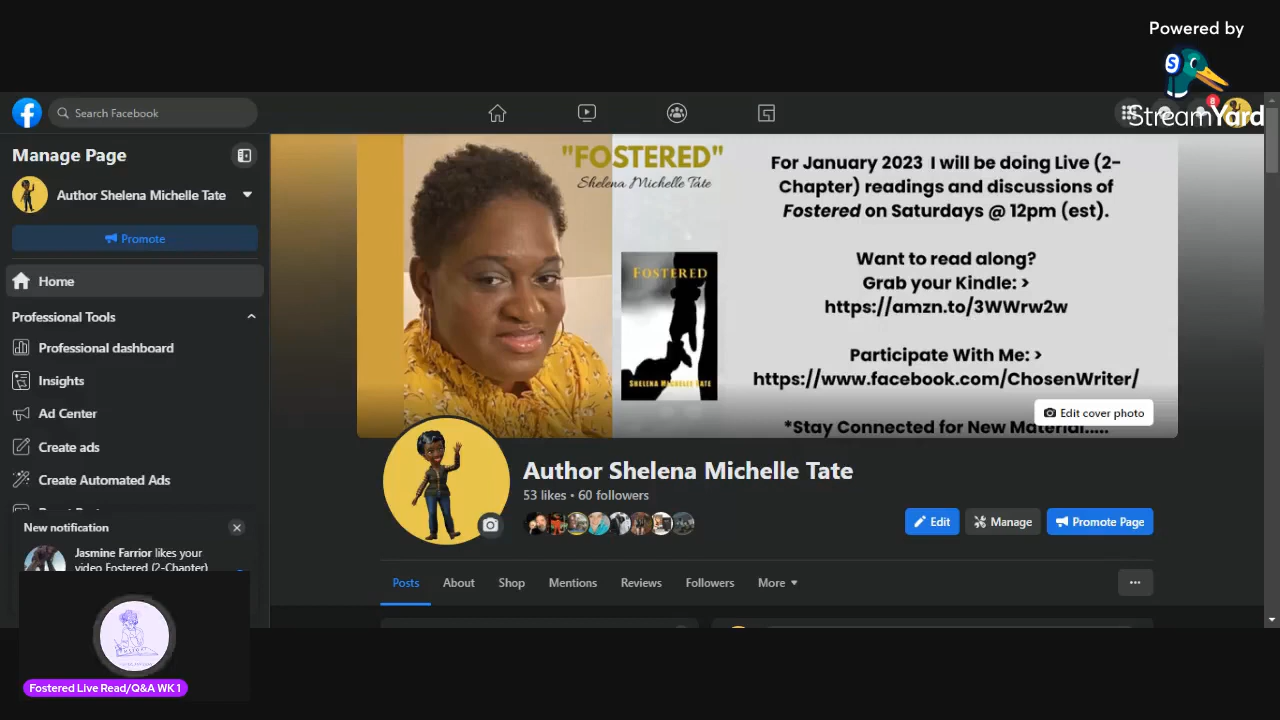 Powered by
StreamYard
Search Facebook
8
Manage Page
Author Shelena Michelle Tate
Promote
Home
Professional Tools
Professional dashboard
Insights
Ad Center
Create ads
Create Automated Ads
New notification
Jasmine Farrior likes your
video Fostered (2-Chapter)
Fostered Live Read/Q&A WK1
"FOSTERED"
Shelena Michelle Tate
FOSTERED
SHELENA MICHELLE TATE
For January 2023 I will be doing Live (2-
Chapter) readings and discussions of
Fostered on Saturdays @ 12pm (est).
Want to read along?
Grab your Kindle: >
https://amzn.to/3WWrw2w
Participate With Me: >
https://www.facebook.com/ChosenWriter/
*Stay Connected for New Material.....
Edit cover photo
Author Shelena Michelle Tate
53 likes • 60 followers
Edit
Manage
Promote Page
Posts
About
Shop
Mentions
Reviews
Followers
More